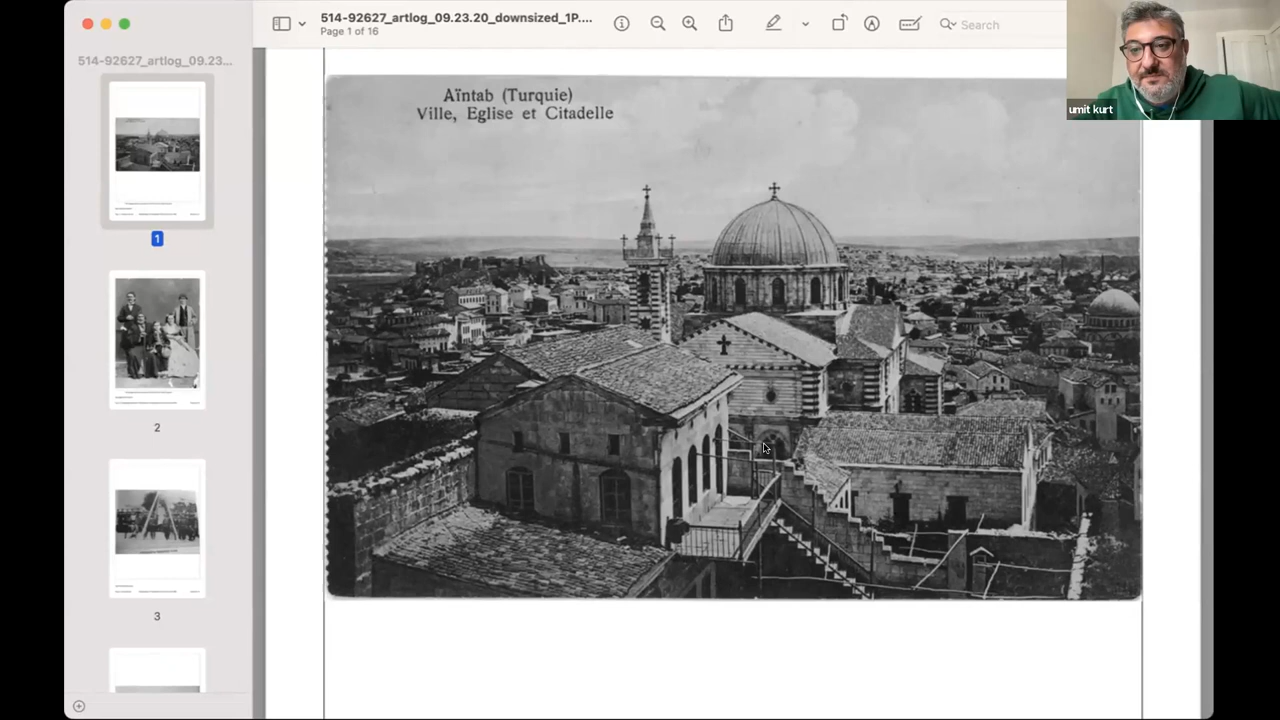 514-92627_artlog_09.23.20_downsized_1P....
Page 1 of 16
Search
514-92627_artlog_09.23...
1
2
3
Aïntab (Turquie)
Ville, Eglise et Citadelle
umit kurt